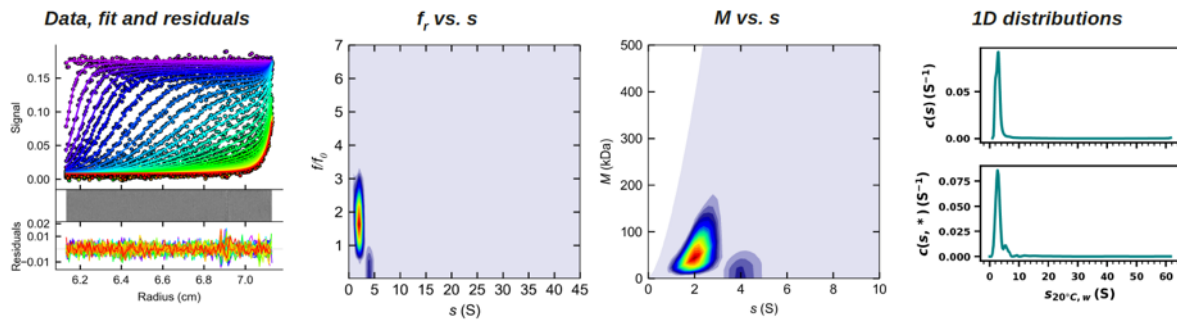 Data, fit and residuals
f_r vs. s
M vs. s
1D distributions
Signal
0.15
0.10
0.05
0.00
Residuals
0.02
0.01
−0.01
6.2 6.4 6.6 6.8 7.0
Radius (cm)
f/f_0
7
6
5
4
3
2
1
0 5 10 15 20 25 30 35 40 45
s (S)
M (kDa)
500
400
300
200
100
0
0 2 4 6 8 10
s (S)
c(s) (S⁻¹)
0.05
0.00
c(s, *) (S⁻¹)
0.075
0.050
0.025
0.000
0 10 20 30 40 50 60
s_{20°C, w} (S)